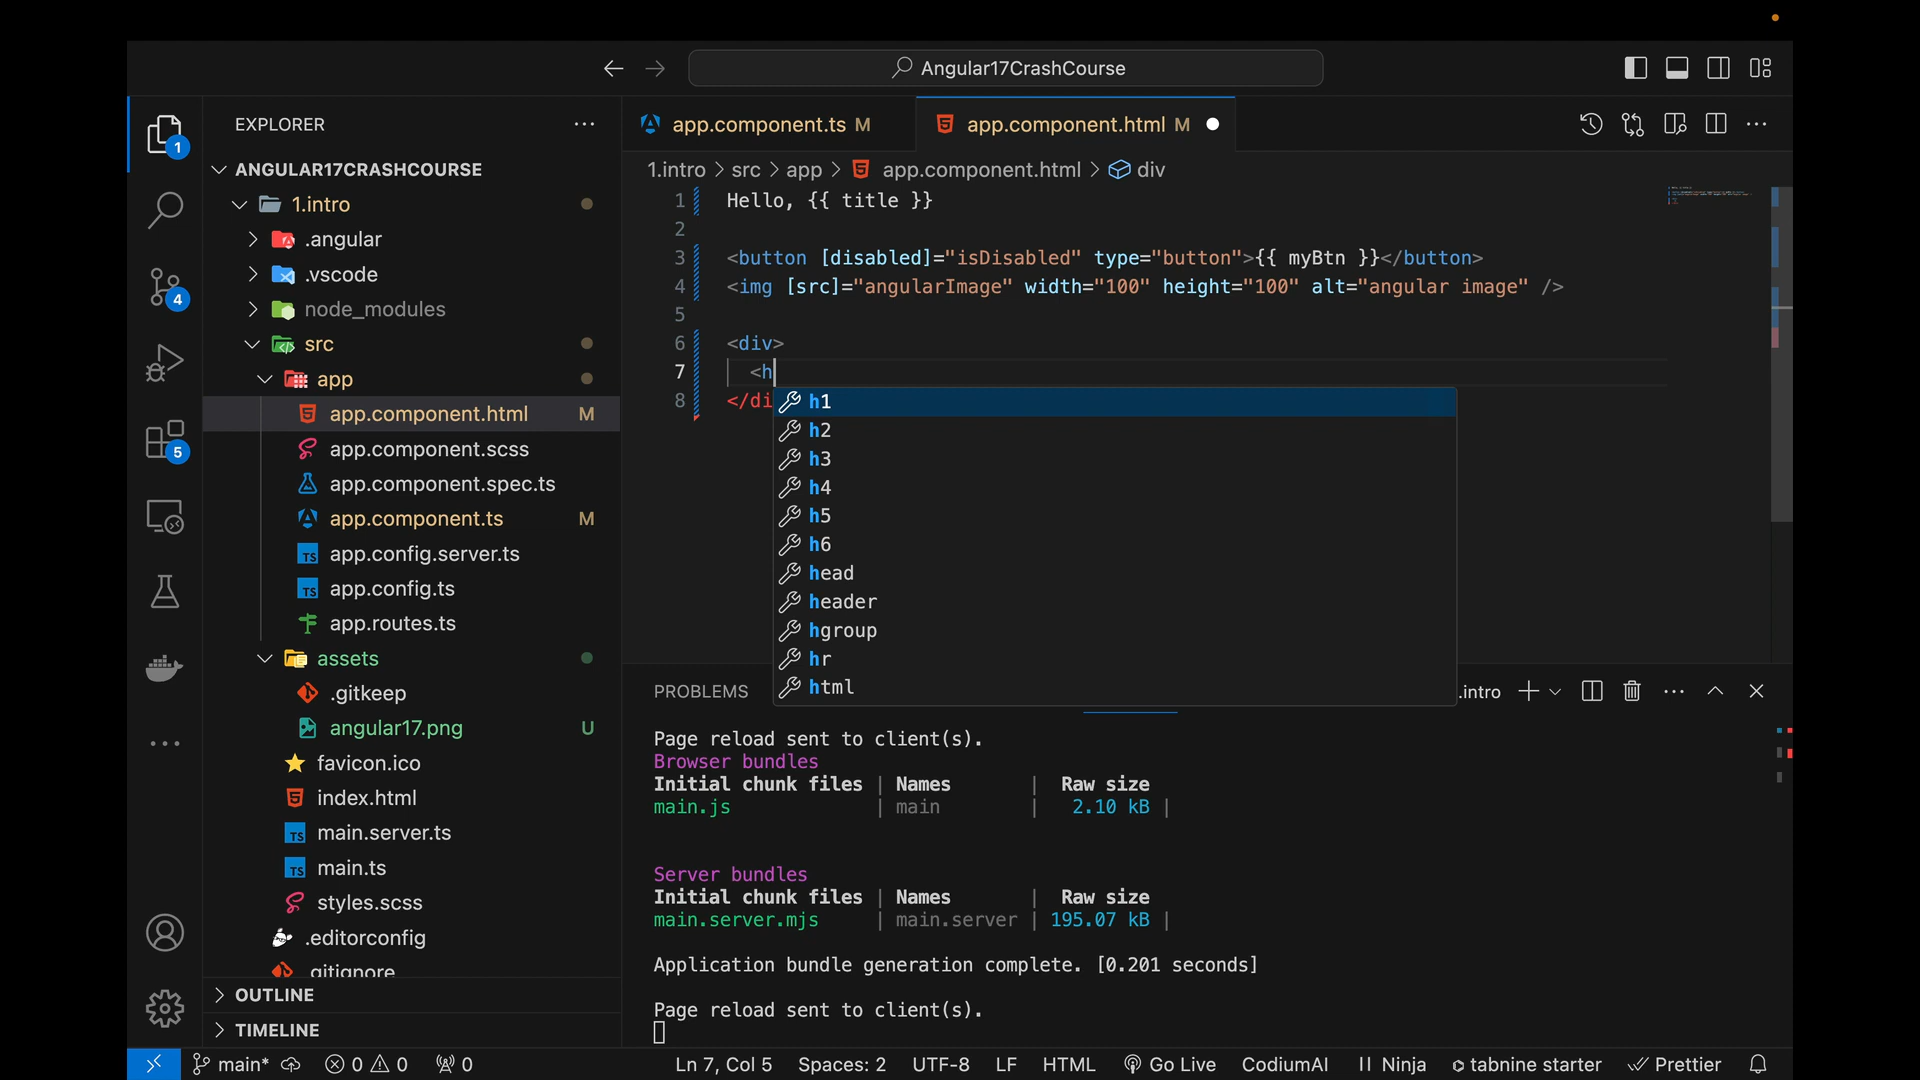 Angular17CrashCourse
EXPLORER
ANGULAR17CRASHCOURSE
1.intro
.angular
.vscode
node_modules
src
app
app.component.html M
app.component.scss
app.component.spec.ts
app.component.ts M
app.config.server.ts
app.config.ts
app.routes.ts
assets
.gitkeep
angular17.png U
favicon.ico
index.html
main.server.ts
main.ts
styles.scss
.editorconfig
.gitignore
OUTLINE
TIMELINE
1
4
5
app.component.ts M
app.component.html M
1.intro > src > app > app.component.html > div
1 Hello, {{ title }}
2
3 <button [disabled]="isDisabled" type="button">{{ myBtn }}</button>
4 <img [src]="angularImage" width="100" height="100" alt="angular image" />
5
6 <div>
7 <h
8 </di
h1
h2
h3
h4
h5
h6
head
header
hgroup
hr
html
PROBLEMS
.intro
Page reload sent to client(s).
Browser bundles
Initial chunk files | Names | Raw size
main.js | main | 2.10 kB |
Server bundles
Initial chunk files | Names | Raw size
main.server.mjs | main.server | 195.07 kB |
Application bundle generation complete. [0.201 seconds]
Page reload sent to client(s).
main* 0 0 0 Ln 7, Col 5 Spaces: 2 UTF-8 LF HTML Go Live CodiumAI Ninja tabnine starter Prettier